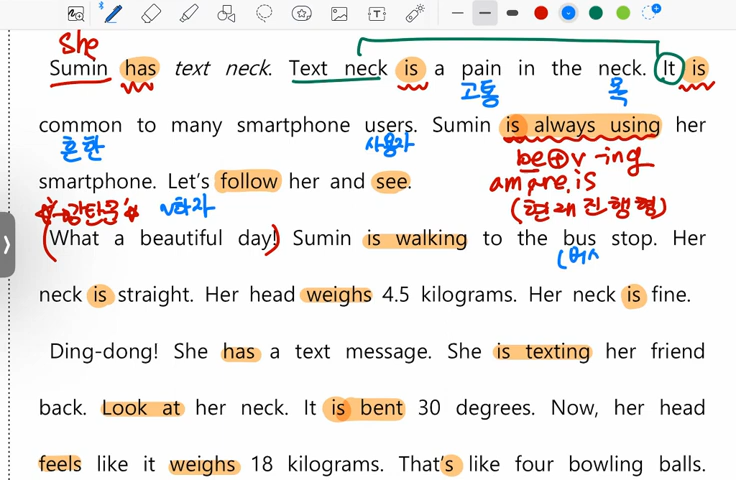 She
Sumin has text neck. Text neck is a pain in the neck. It is
고통 목
common to many smartphone users. Sumin is always using her
흔한 사용자 be+v-ing
smartphone. Let's follow her and see.
am, are, is
☆감탄문☆ v하자 (현재진행형)
(What a beautiful day!) Sumin is walking to the bus stop. Her
neck is straight. Her head weighs 4.5 kilograms. Her neck is fine.
Ding-dong! She has a text message. She is texting her friend
back. Look at her neck. It is bent 30 degrees. Now, her head
feels like it weighs 18 kilograms. That's like four bowling balls.